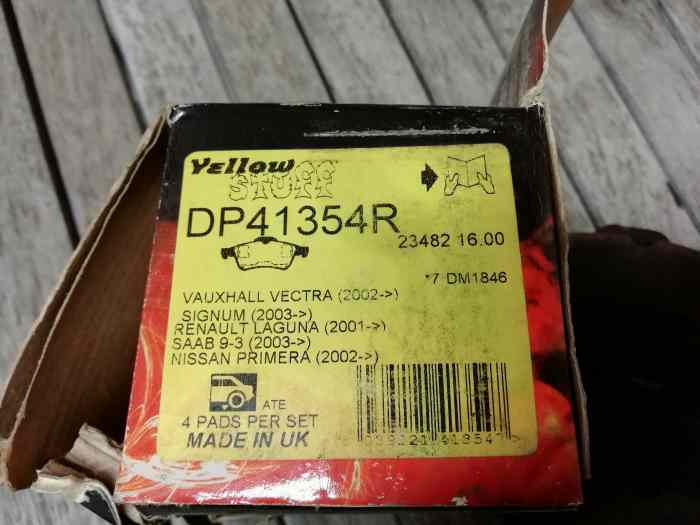 Yellow
STUFF
DP41354R
23482 16.00
*7 DM1846
VAUXHALL VECTRA (2002->)
SIGNUM (2003->)
RENAULT LAGUNA (2001->)
SAAB 9-3 (2003->)
NISSAN PRIMERA (2002->)
ATE
4 PADS PER SET
MADE IN UK